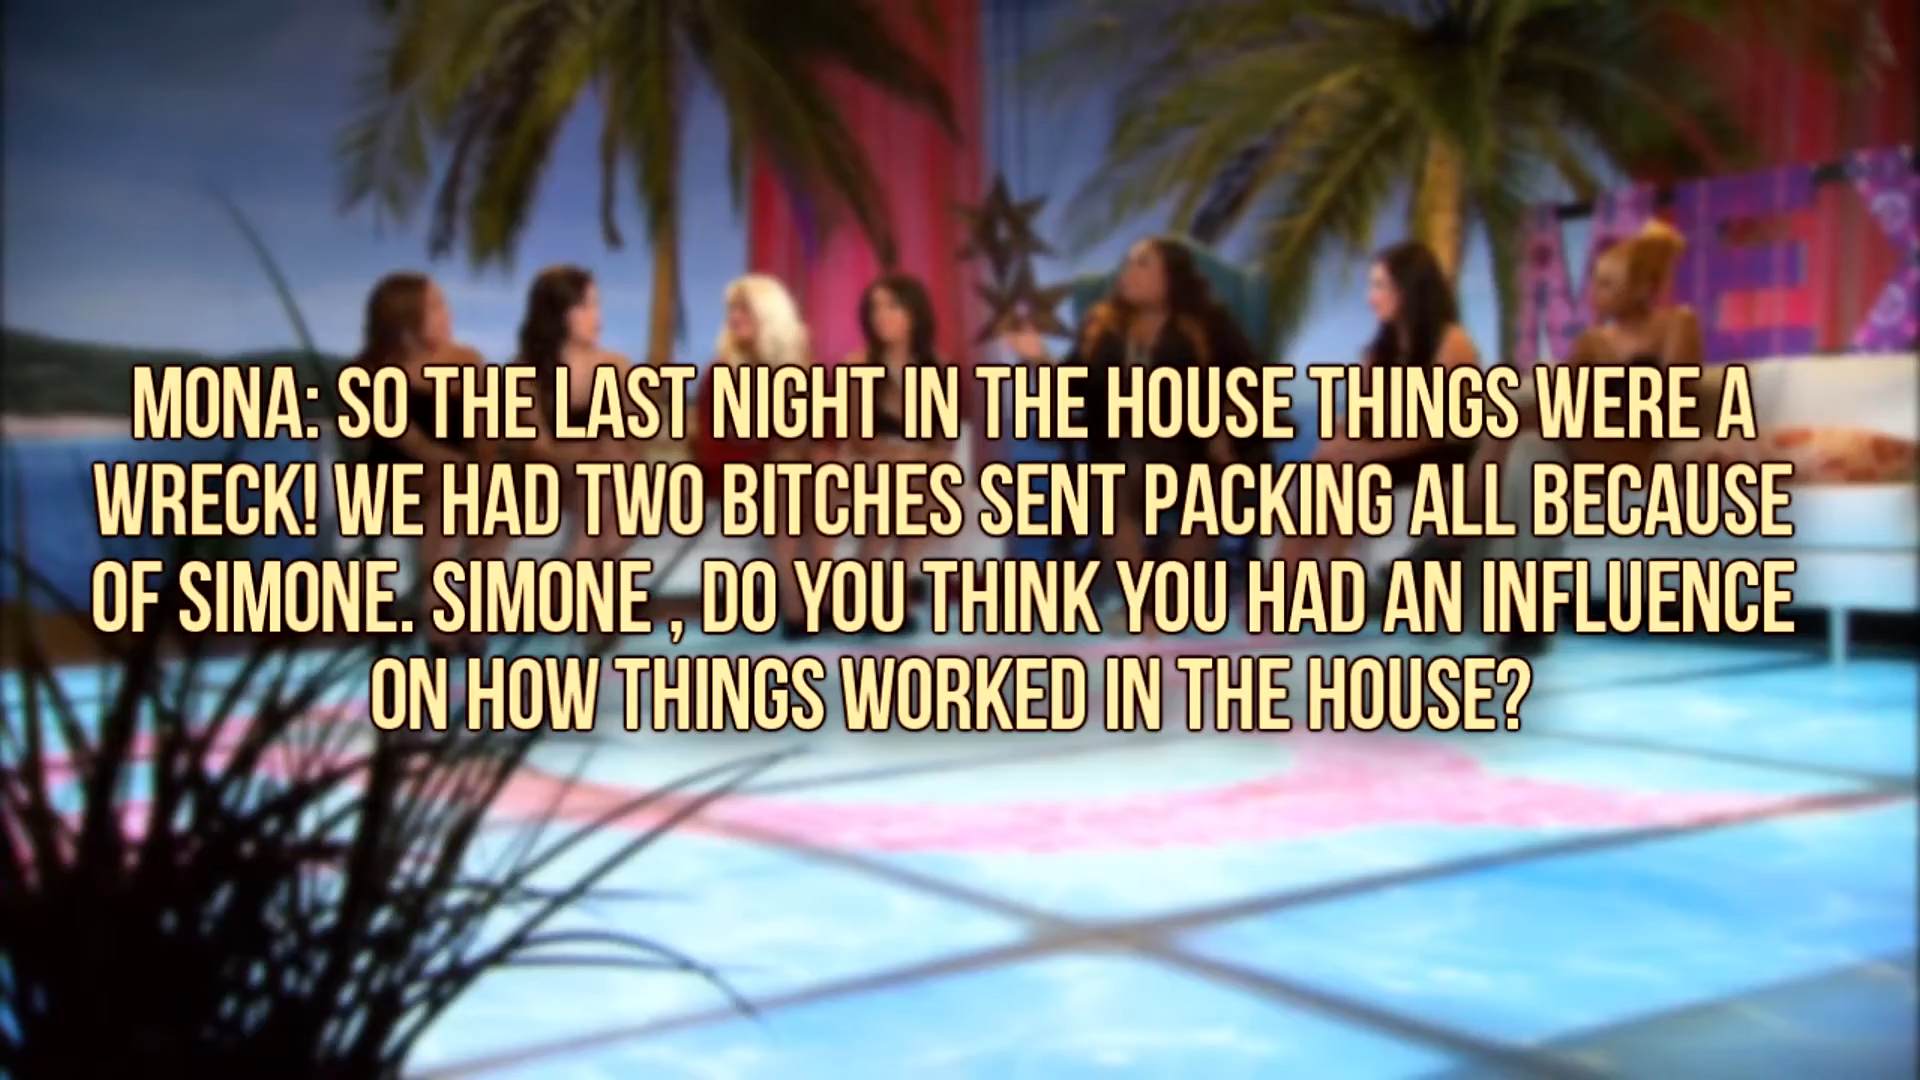 MEX
MONA: SO THE LAST NIGHT IN THE HOUSE THINGS WERE A
WRECK! WE HAD TWO BITCHES SENT PACKING ALL BECAUSE
OF SIMONE. SIMONE , DO YOU THINK YOU HAD AN INFLUENCE
ON HOW THINGS WORKED IN THE HOUSE?